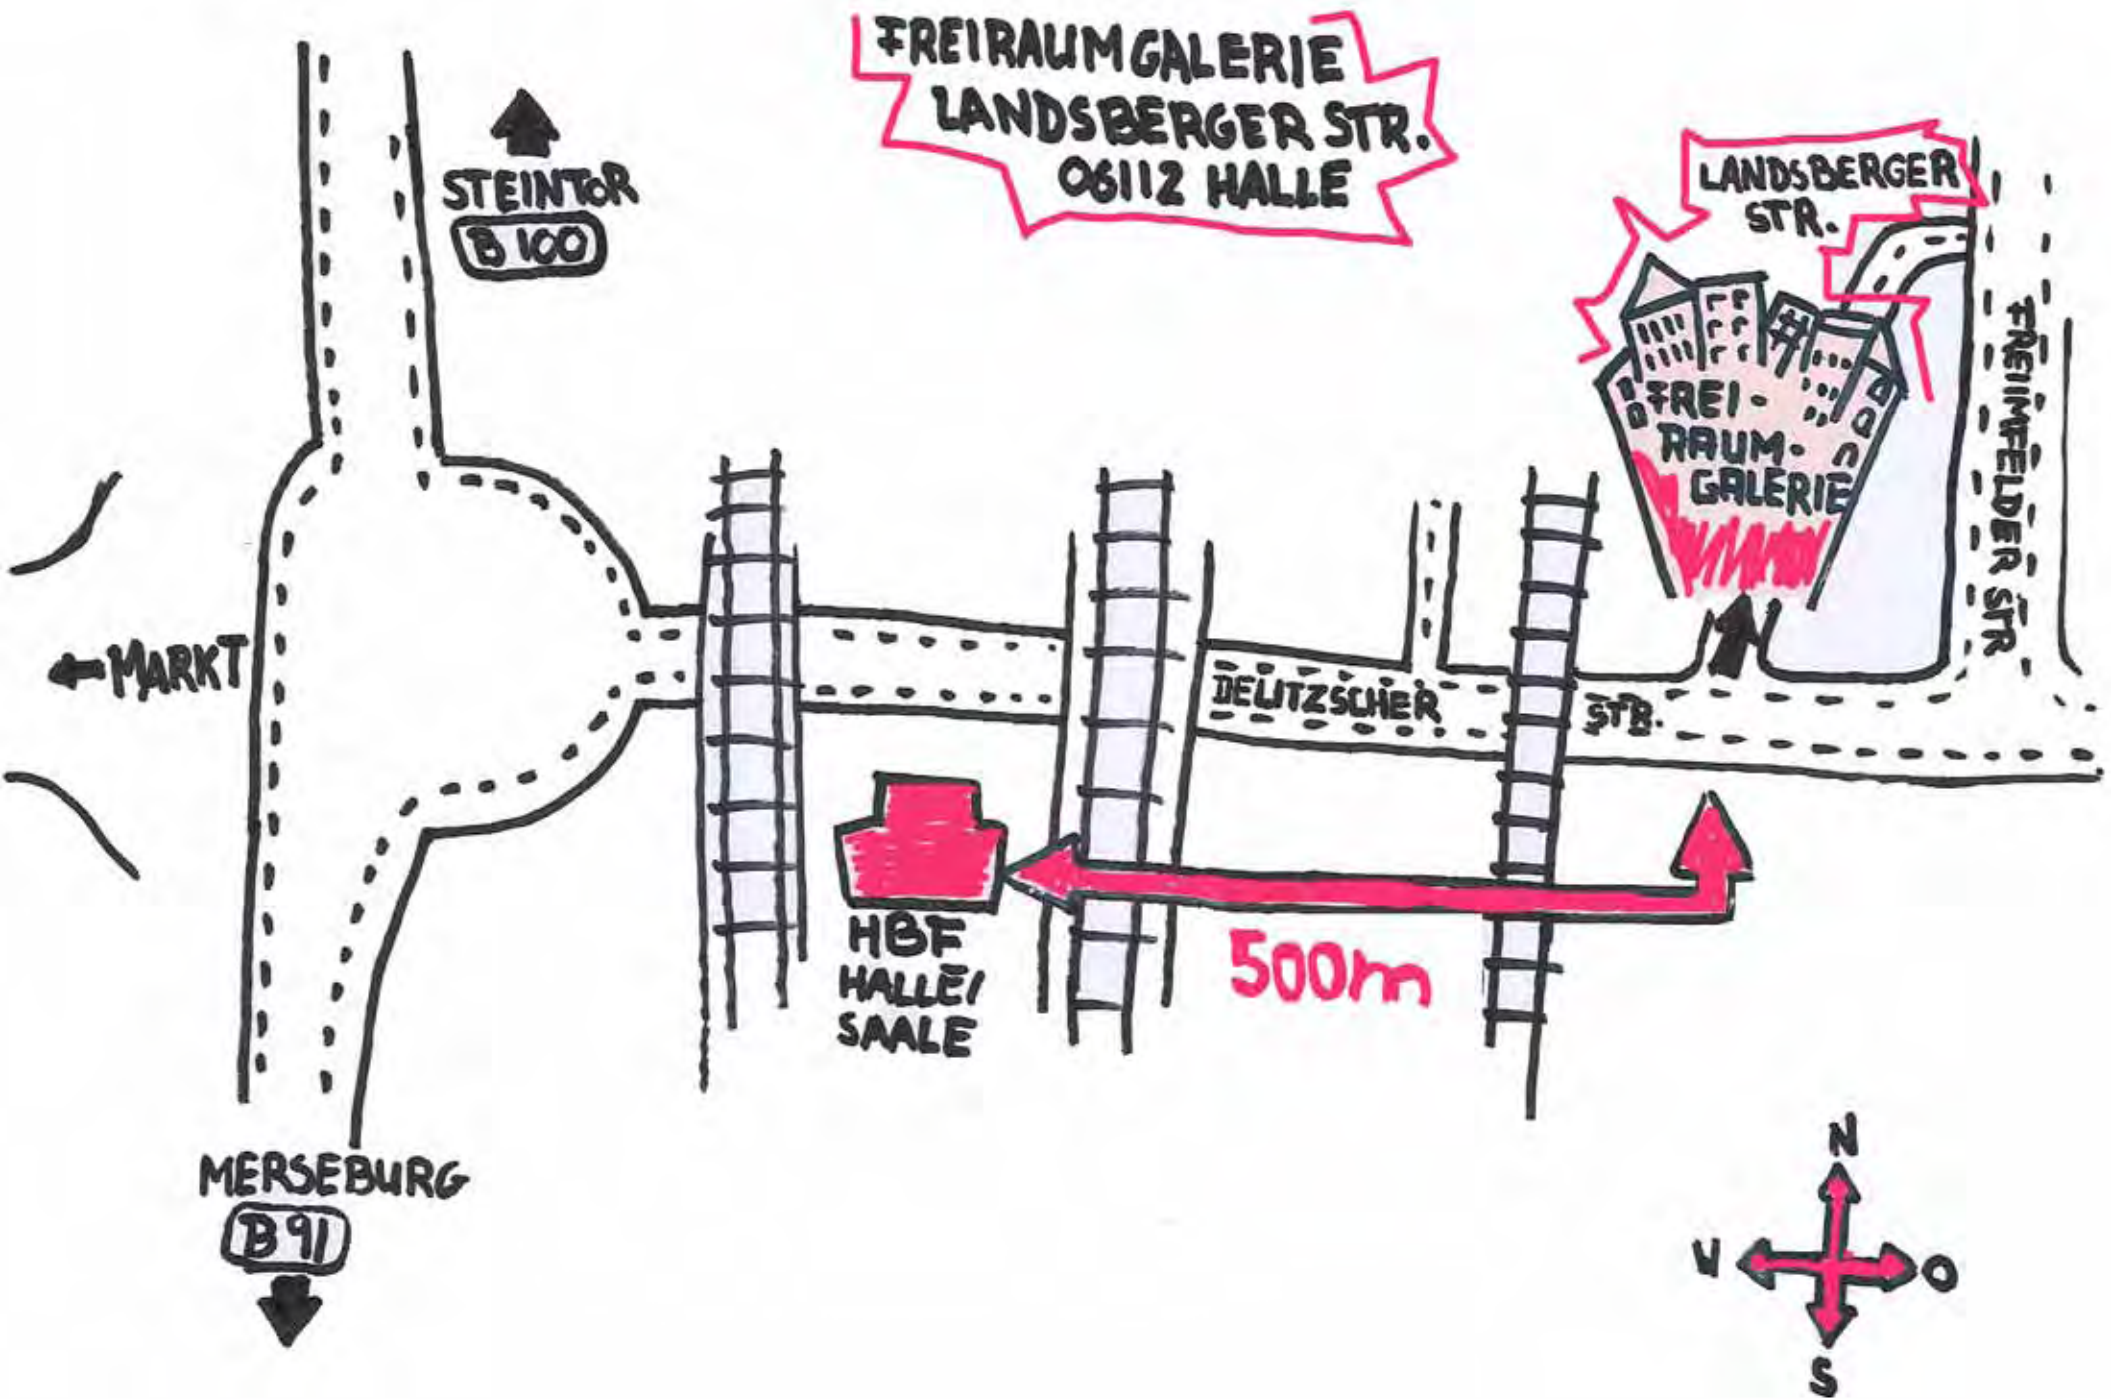 FREIRAUMGALERIE
LANDSBERGER STR.
06112 HALLE
STEINTOR
B 100
LANDSBERGER
STR.
FREI-
RAUM-
GALERIE
FREIIMFELDER STR.
← MARKT
DELITZSCHER STR.
HBF
HALLE/
SAALE
500m
MERSEBURG
B 91
N
W
O
S